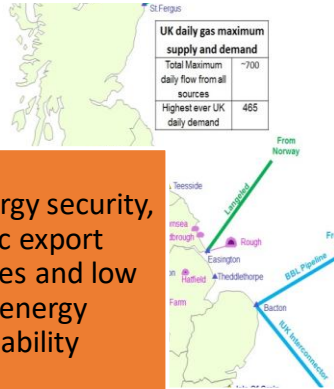 St.Fergus
UK daily gas maximum
supply and demand
Total Maximum
daily flow from all
sources
~700
Highest ever UK
daily demand
465
From
Norway
Langeled
Teesside
Rough
Easington
Theddlethorpe
Hatfield
Farm
BBL Pipeline
Bacton
IUK Interconnector
rgy security,
c export
es and low
energy
ability